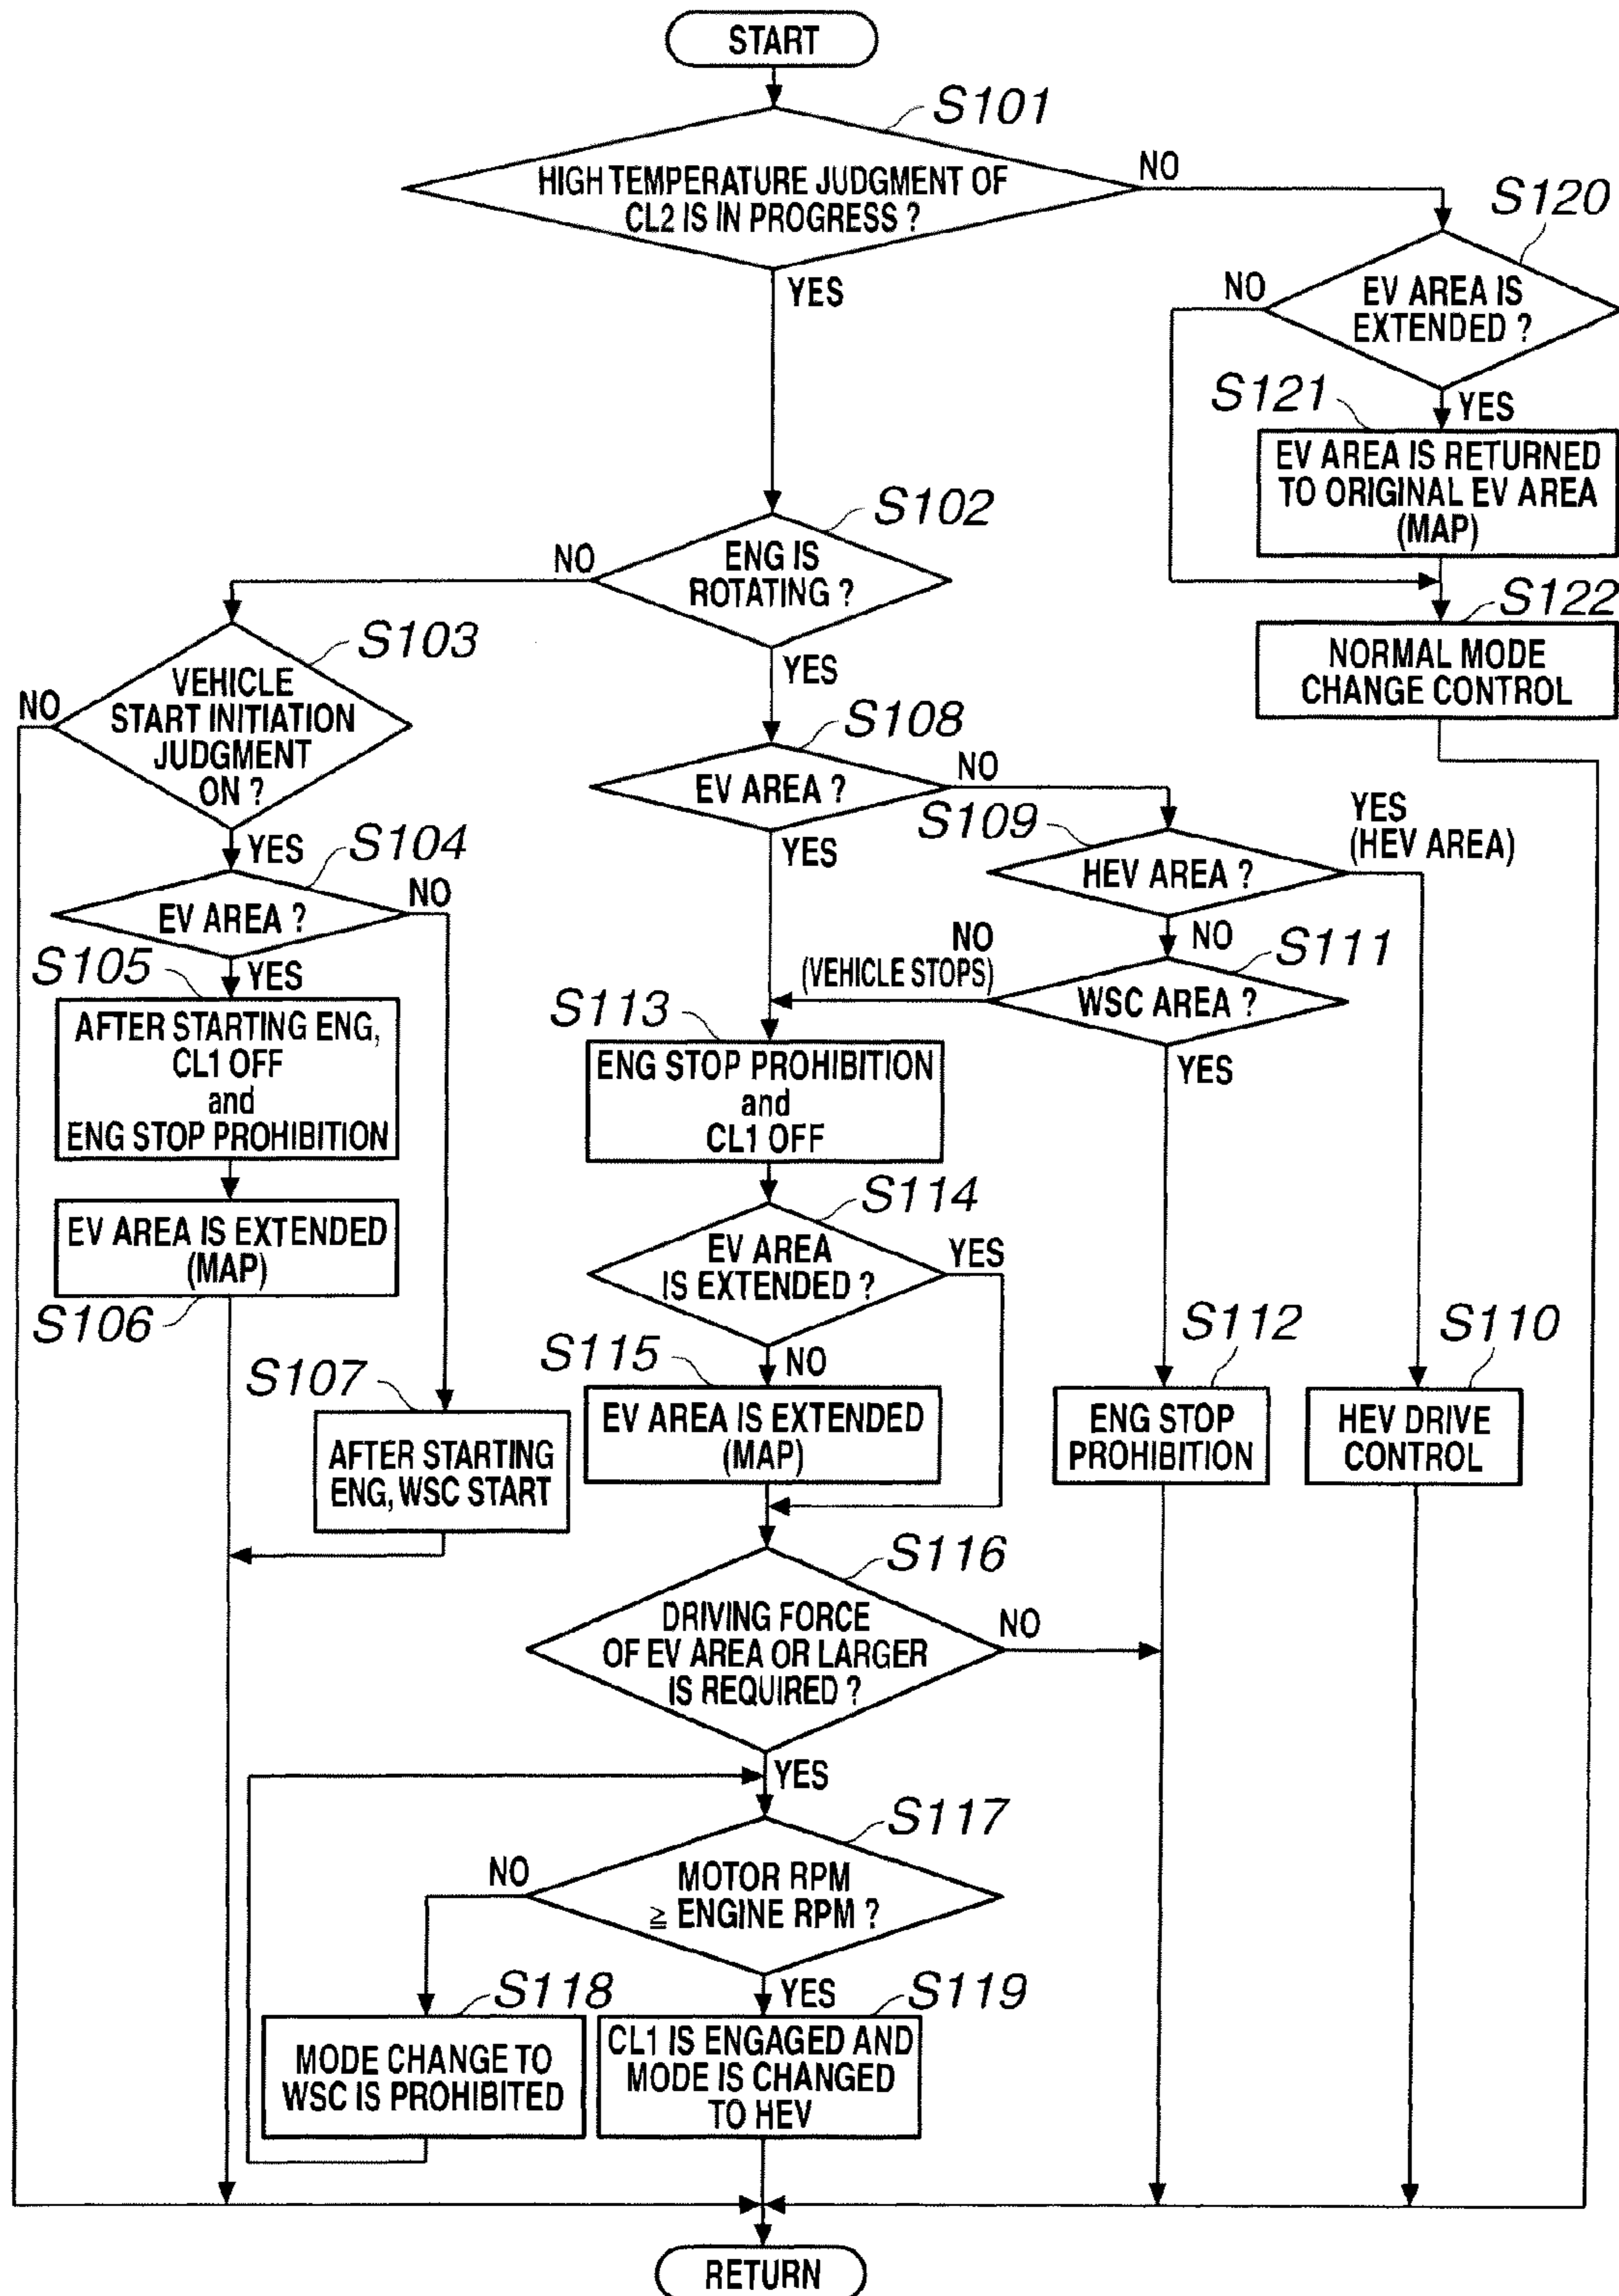 START
S101
HIGH TEMPERATURE JUDGMENT OF
CL2 IS IN PROGRESS ?
NO
YES
S120
EV AREA IS
EXTENDED ?
NO
YES
S121
EV AREA IS RETURNED
TO ORIGINAL EV AREA
(MAP)
S122
NORMAL MODE
CHANGE CONTROL
S102
ENG IS
ROTATING ?
NO
YES
S103
VEHICLE
START INITIATION
JUDGMENT
ON ?
NO
YES
S104
EV AREA ?
NO
YES
S105
AFTER STARTING ENG,
CL1 OFF
and
ENG STOP PROHIBITION
EV AREA IS EXTENDED
(MAP)
S106
S107
AFTER STARTING
ENG, WSC START
S108
EV AREA ?
NO
YES
S109
HEV AREA ?
YES
(HEV AREA)
NO
S111
WSC AREA ?
NO
(VEHICLE STOPS)
YES
S113
ENG STOP PROHIBITION
and
CL1 OFF
S114
EV AREA
IS EXTENDED ?
YES
NO
S115
EV AREA IS EXTENDED
(MAP)
S112
ENG STOP
PROHIBITION
S110
HEV DRIVE
CONTROL
S116
DRIVING FORCE
OF EV AREA OR LARGER
IS REQUIRED ?
NO
YES
S117
MOTOR RPM
≧ ENGINE RPM ?
NO
YES
S118
MODE CHANGE TO
WSC IS PROHIBITED
S119
CL1 IS ENGAGED AND
MODE IS CHANGED
TO HEV
RETURN